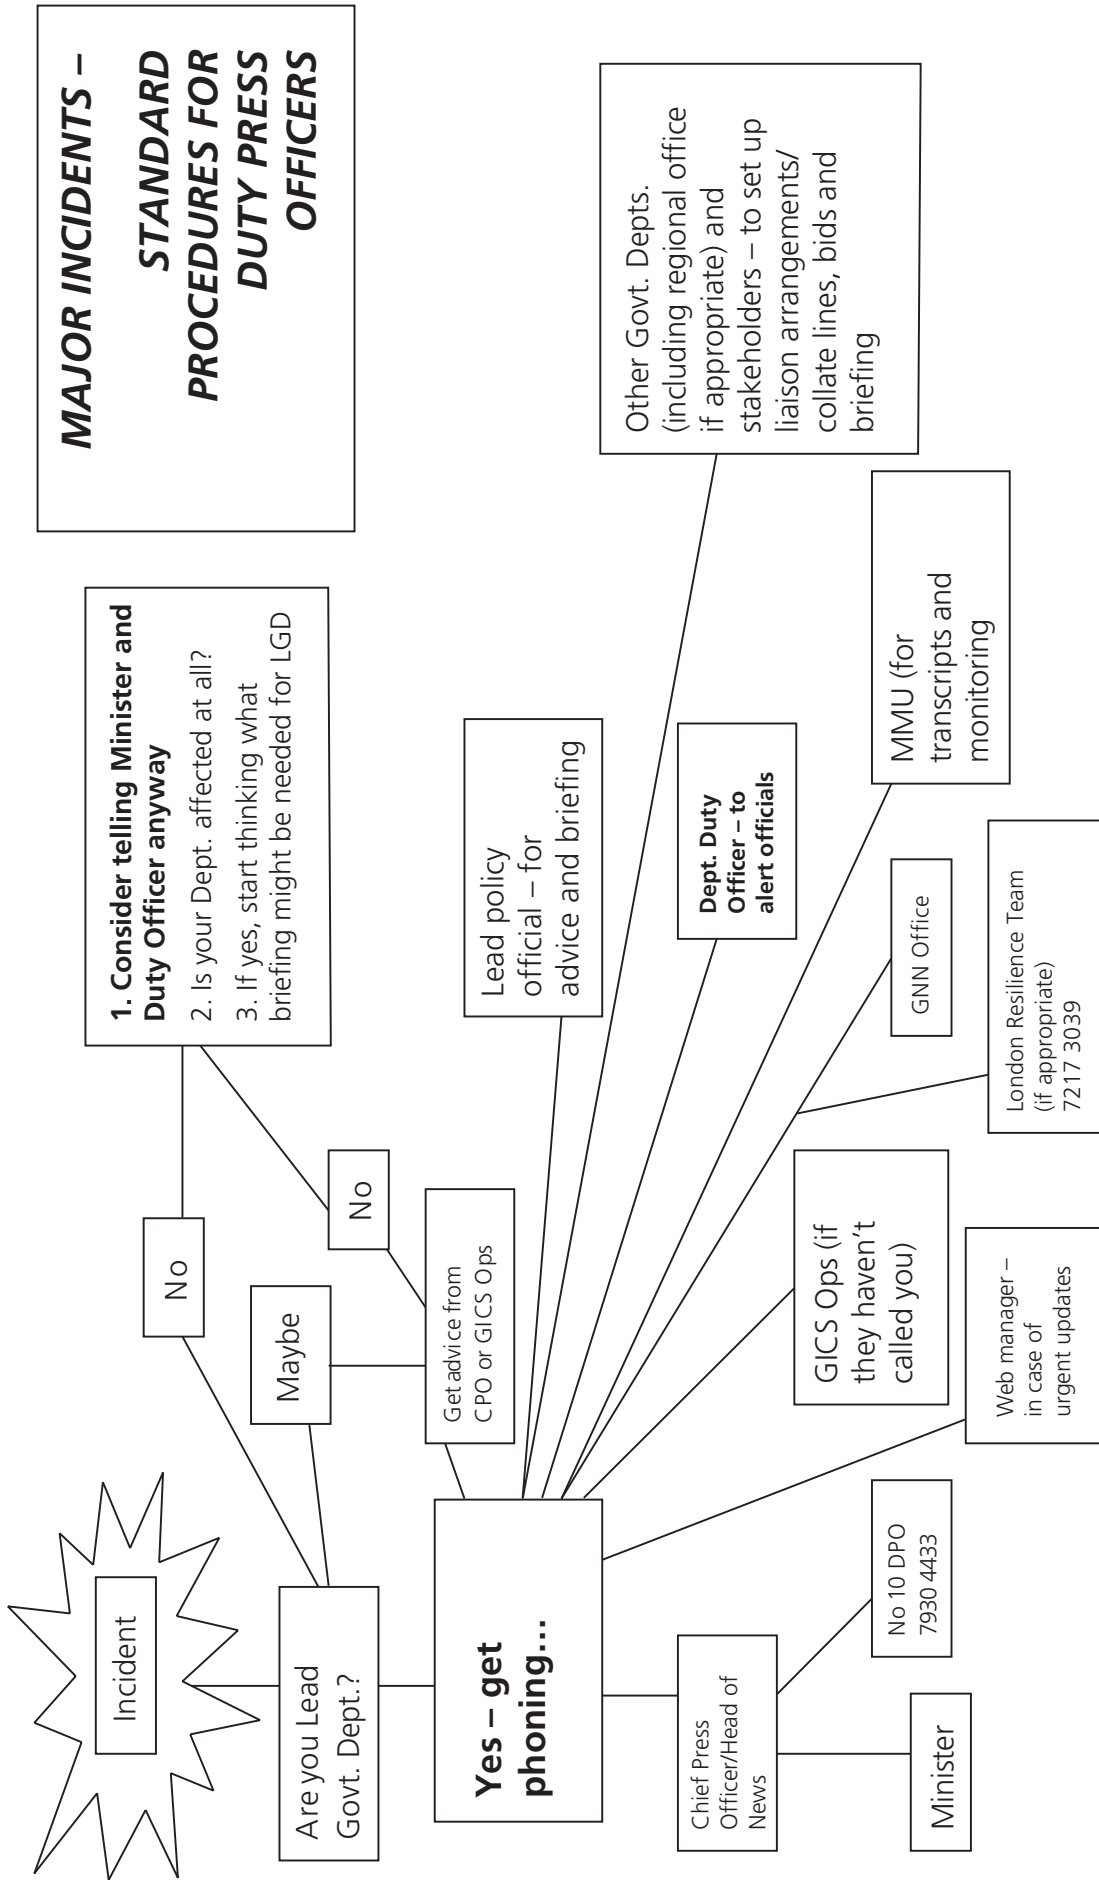 MAJOR INCIDENTS –
STANDARD
PROCEDURES FOR
DUTY PRESS
OFFICERS
Incident
Are you Lead
Govt. Dept.?
No
Maybe
1. Consider telling Minister and
Duty Officer anyway
2. Is your Dept. affected at all?
3. If yes, start thinking what
briefing might be needed for LGD
No
Get advice from
CPO or GICS Ops
Yes – get
phoning...
Lead policy
official – for
advice and briefing
Other Govt. Depts.
(including regional office
if appropriate) and
stakeholders – to set up
liaison arrangements/
collate lines, bids and
briefing
Dept. Duty
Officer – to
alert officials
MMU (for
transcripts and
monitoring
GNN Office
London Resilience Team
(if appropriate)
7217 3039
GICS Ops (if
they haven't
called you)
Web manager –
in case of
urgent updates
Chief Press
Officer/Head of
News
No 10 DPO
7930 4433
Minister